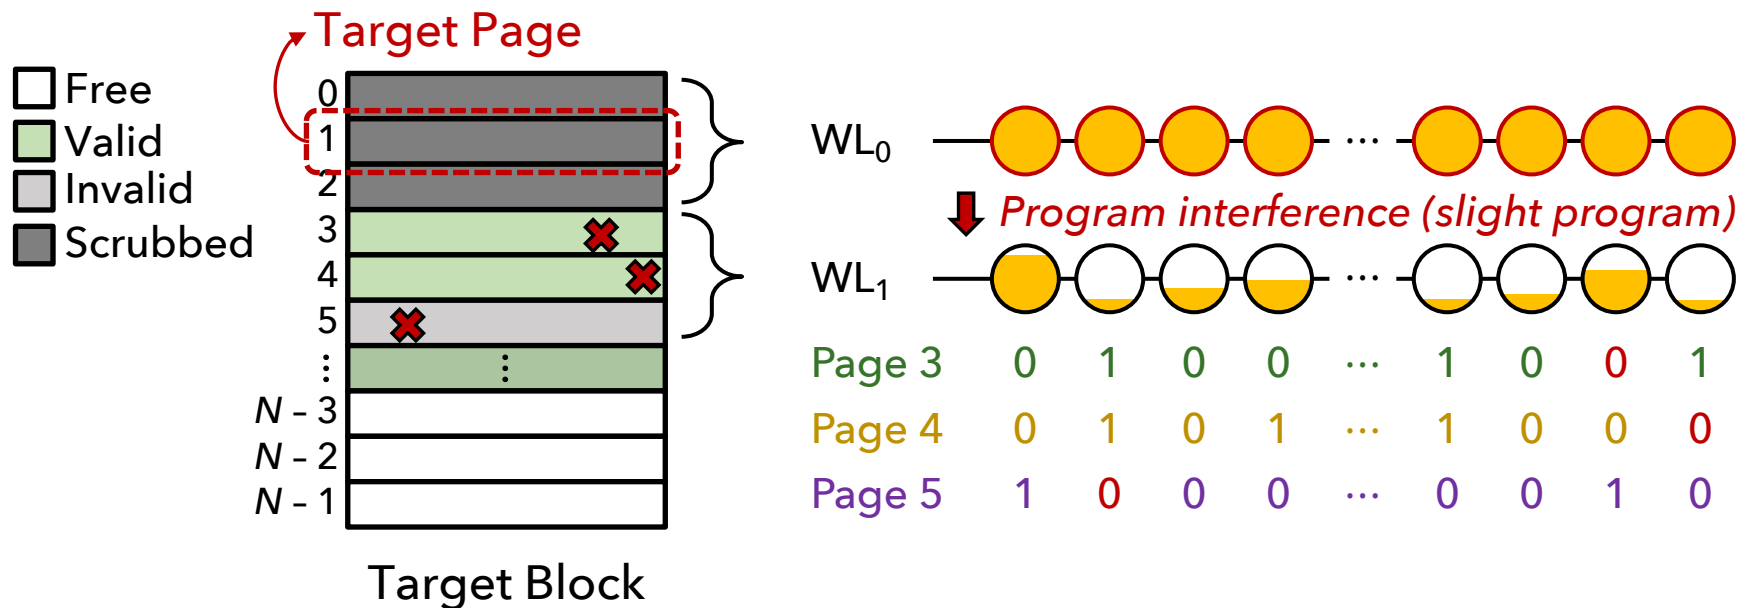 Target Page
Free
Valid
Invalid
Scrubbed
0
1
2
3
4
5
⋮ ⋮
N – 3
N – 2
N – 1
Target Block
WL₀ ···
Program interference (slight program)
WL₁ ···
Page 3 0 1 0 0 ··· 1 0 0 1
Page 4 0 1 0 1 ··· 1 0 0 0
Page 5 1 0 0 0 ··· 0 0 1 0